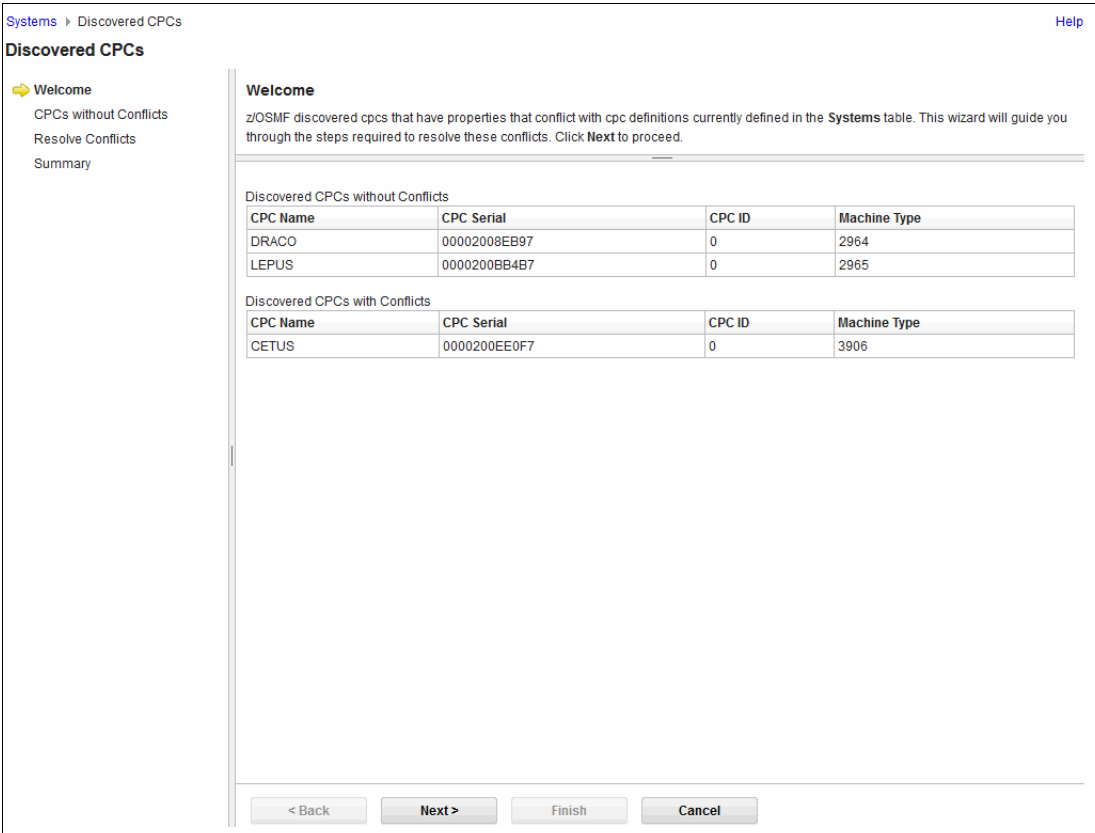 Systems ▸ Discovered CPCs Help
Discovered CPCs
Welcome
CPCs without Conflicts
Resolve Conflicts
Summary
Welcome
z/OSMF discovered cpcs that have properties that conflict with cpc definitions currently defined in the Systems table. This wizard will guide you
through the steps required to resolve these conflicts. Click Next to proceed.
Discovered CPCs without Conflicts
CPC Name CPC Serial CPC ID Machine Type
DRACO 00002008EB97 0 2964
LEPUS 0000200BB4B7 0 2965
Discovered CPCs with Conflicts
CPC Name CPC Serial CPC ID Machine Type
CETUS 0000200EE0F7 0 3906
< Back Next > Finish Cancel